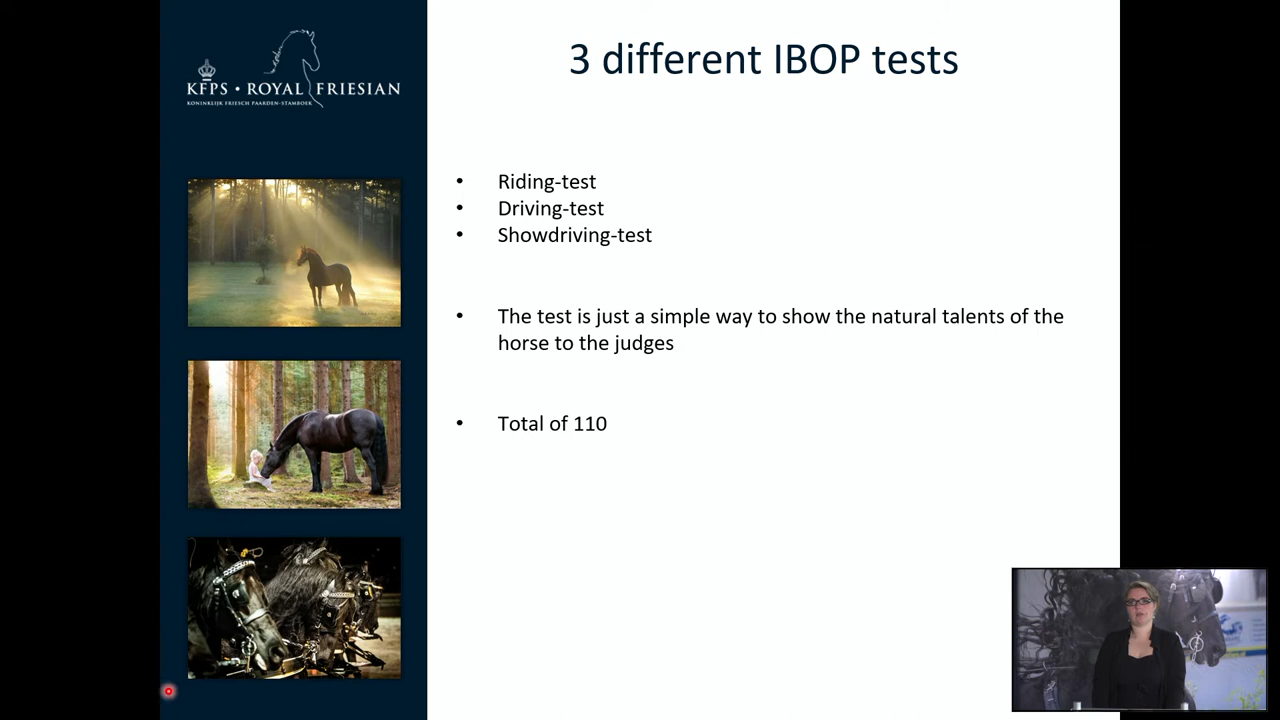 3 different IBOP tests
KFPS • ROYAL FRIESIAN
KONINKLIJK FRIESCH PAARDEN-STAMBOEK
• Riding-test
• Driving-test
• Showdriving-test
• The test is just a simple way to show the natural talents of the
horse to the judges
• Total of 110